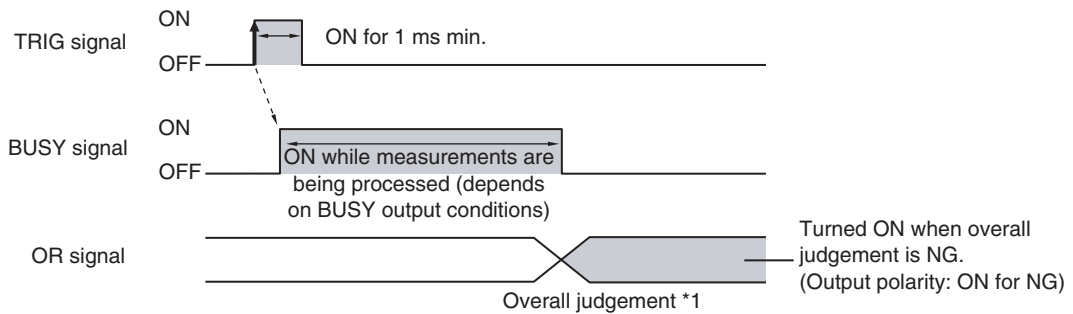 ON
TRIG signal
ON for 1 ms min.
OFF
ON
BUSY signal
ON while measurements are
OFF
being processed (depends
on BUSY output conditions)
Turned ON when overall
OR signal
judgement is NG.
(Output polarity: ON for NG)
Overall judgement *1